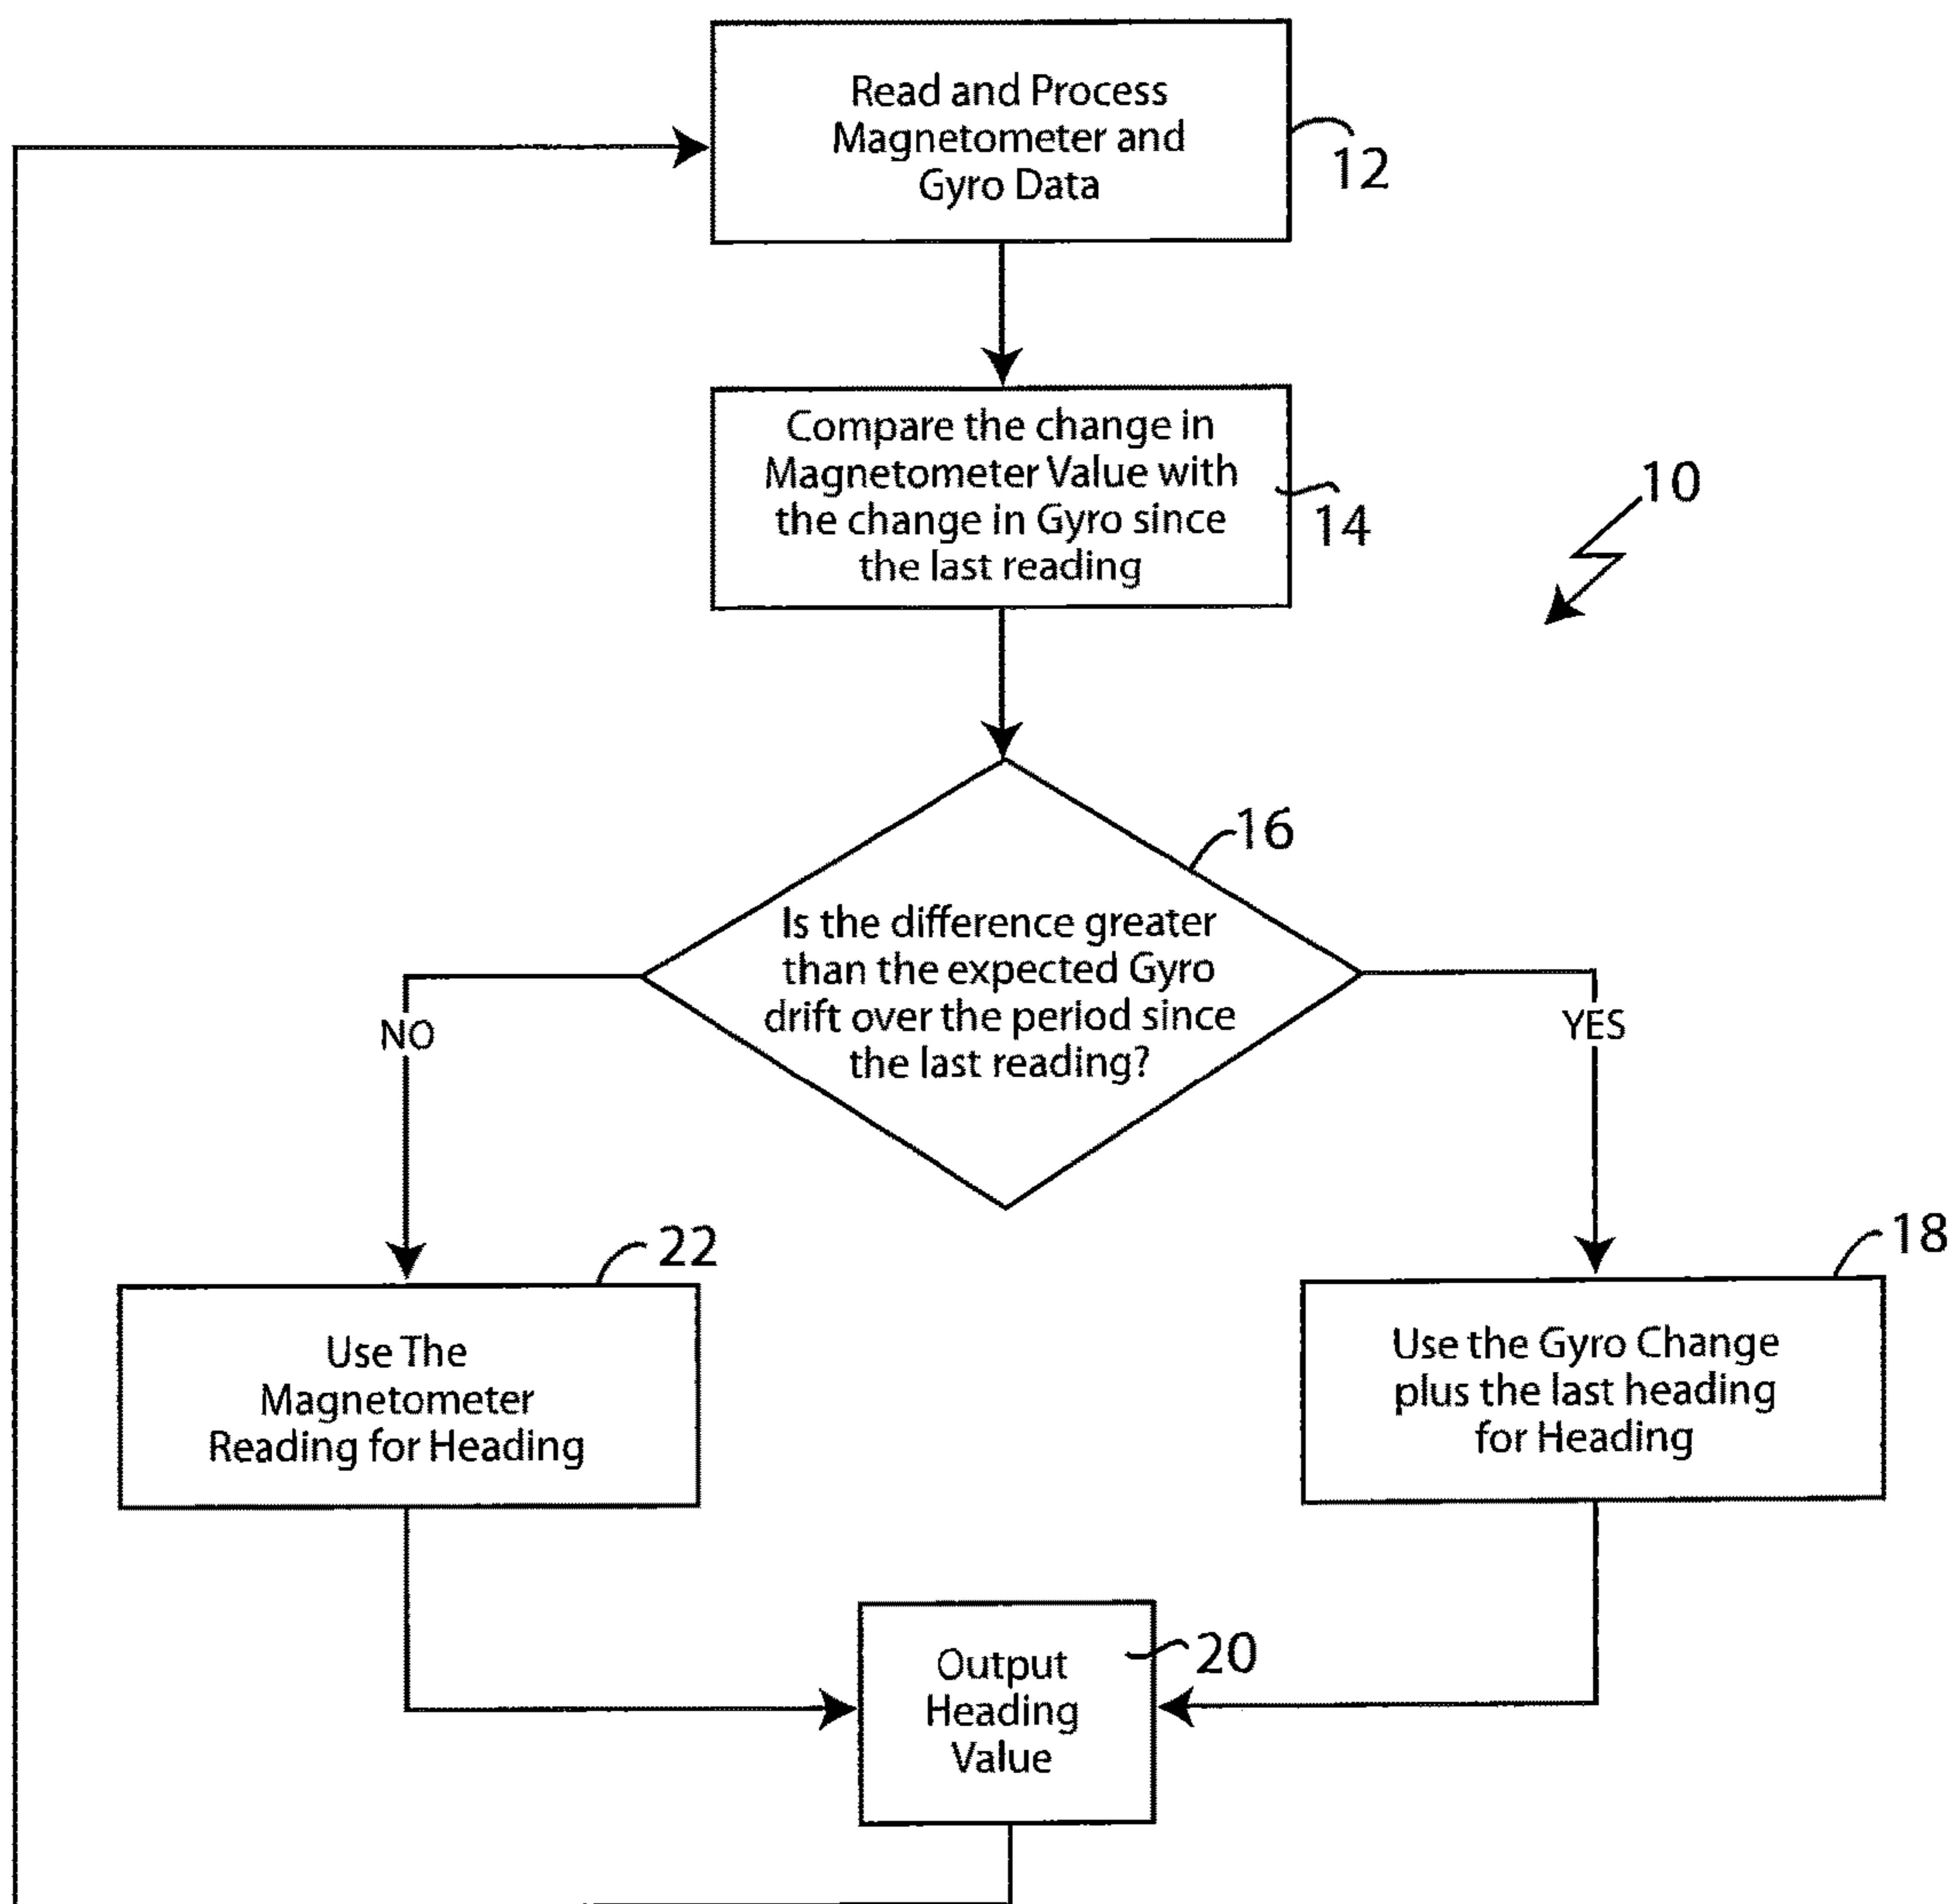 Read and Process
Magnetometer and
Gyro Data
12
Compare the change in
Magnetometer Value with
the change in Gyro since
the last reading
14
10
16
Is the difference greater
than the expected Gyro
drift over the period since
the last reading?
NO
YES
22
18
Use The
Magnetometer
Reading for Heading
Use the Gyro Change
plus the last heading
for Heading
20
Output
Heading
Value